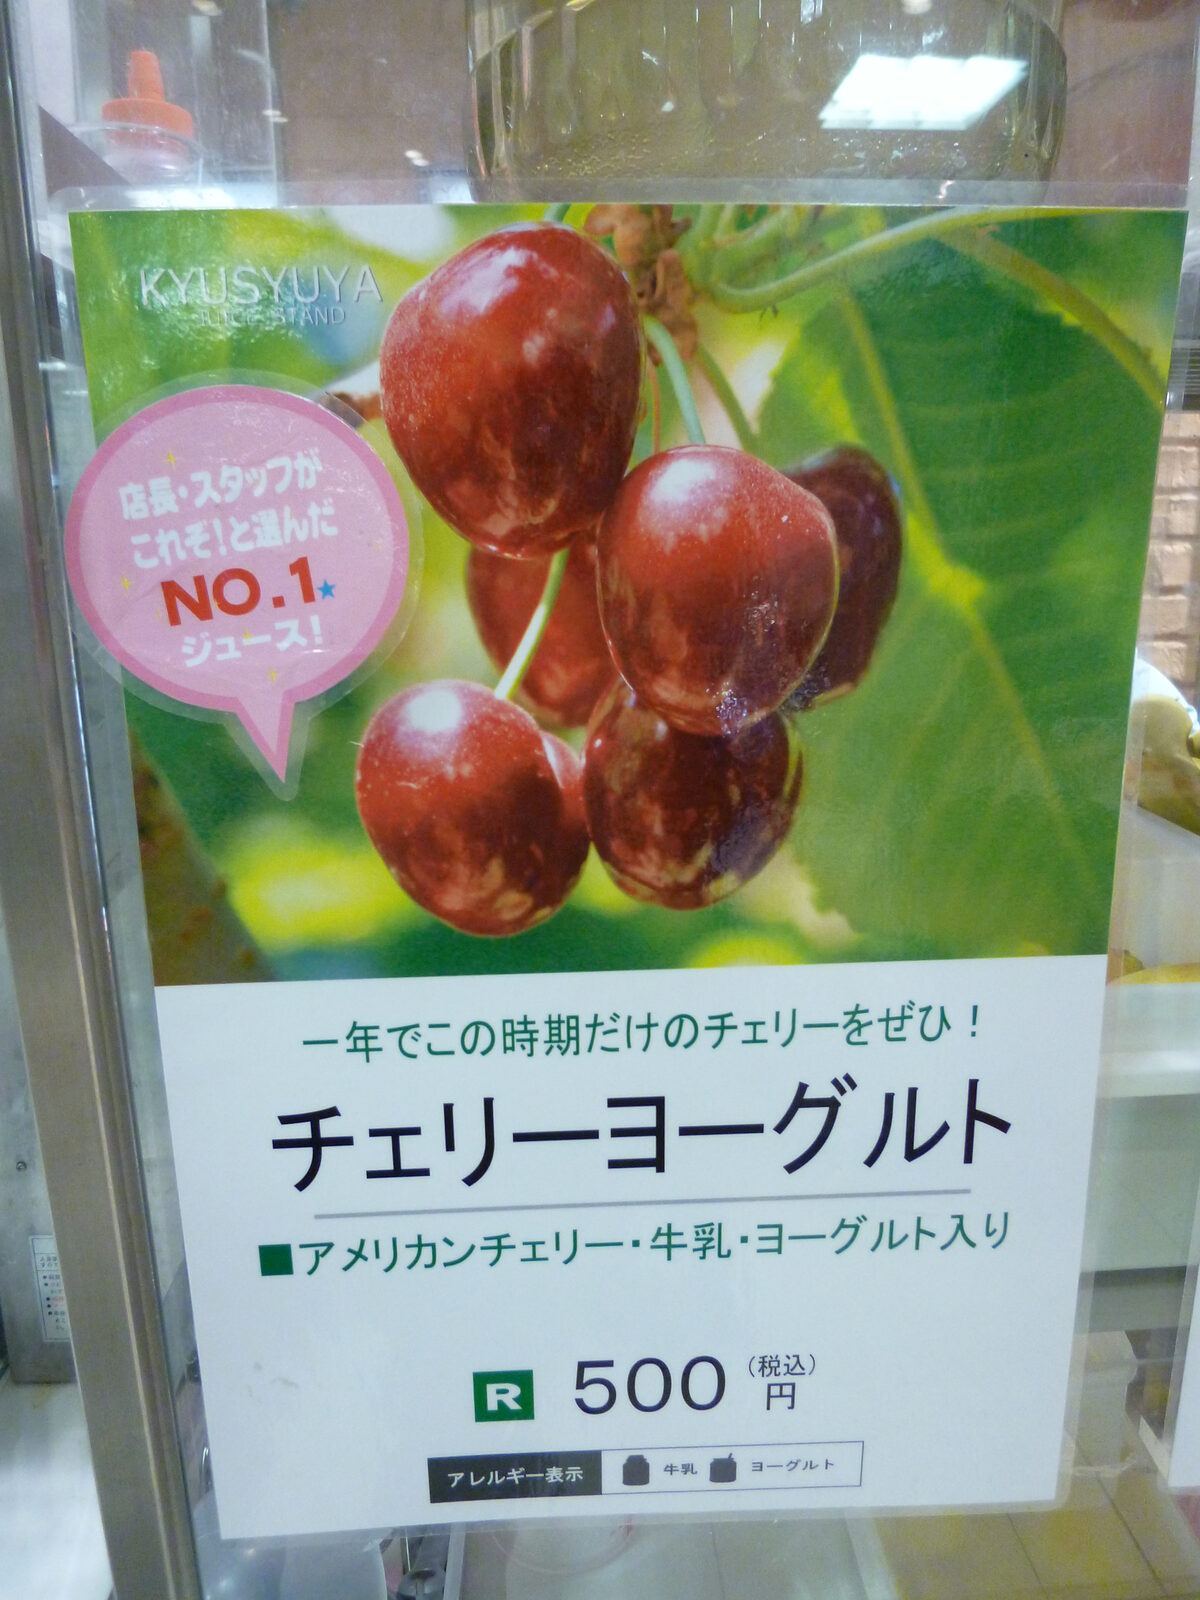 KYUSYUYA
JUICE STAND
店長・スタッフが
これぞ!と選んだ
NO.1
ジュース!
一年でこの時期だけのチェリーをぜひ!
チェリーヨーグルト
■アメリカンチェリー・牛乳・ヨーグルト入り
R 500円(税込)
アレルギー表示 牛乳 ヨーグルト